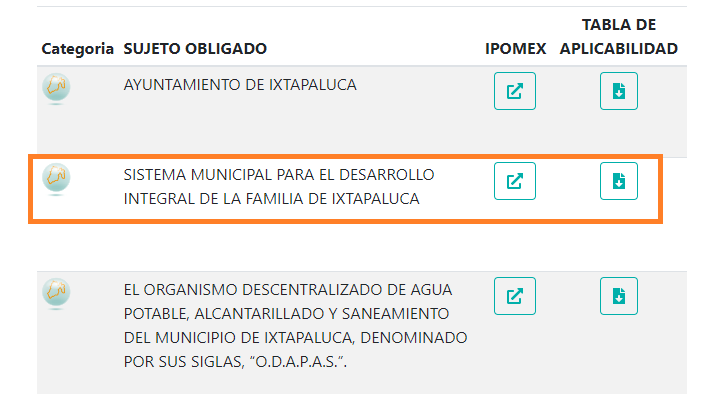 TABLA DE
Categoria SUJETO OBLIGADO IPOMEX APLICABILIDAD
AYUNTAMIENTO DE IXTAPALUCA
SISTEMA MUNICIPAL PARA EL DESARROLLO
INTEGRAL DE LA FAMILIA DE IXTAPALUCA
EL ORGANISMO DESCENTRALIZADO DE AGUA
POTABLE, ALCANTARILLADO Y SANEAMIENTO
DEL MUNICIPIO DE IXTAPALUCA, DENOMINADO
POR SUS SIGLAS, “O.D.A.P.A.S.”.